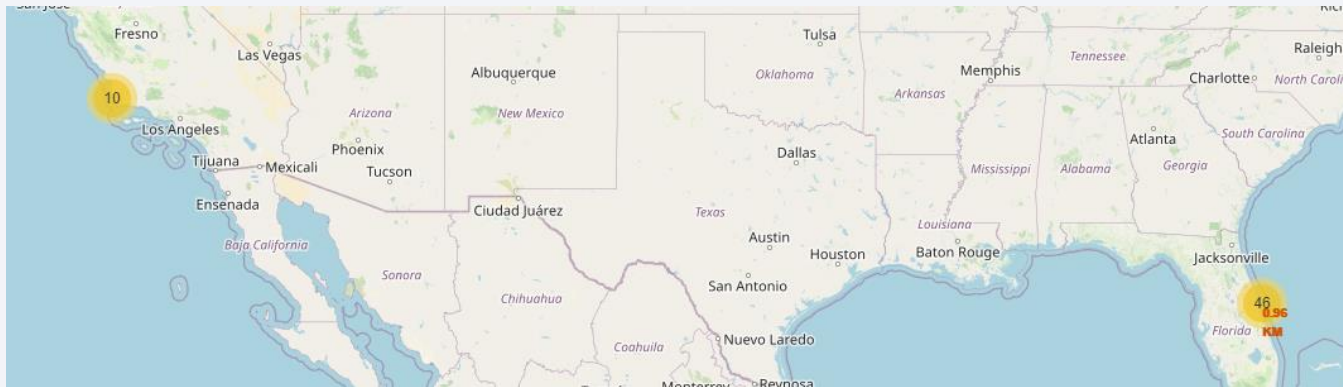 Fresno
Las Vegas
Tulsa
Albuquerque
Oklahoma
Memphis
Tennessee
Raleigh
Charlotte
North Caroli
10
Arizona
New Mexico
Arkansas
Los Angeles
Phoenix
Dallas
Atlanta
South Carolina
Tijuana
Mexicali
Tucson
Mississippi
Alabama
Georgia
Ensenada
Ciudad Juárez
Texas
Louisiana
Baja California
Austin
Houston
Baton Rouge
Jacksonville
Sonora
Chihuahua
San Antonio
46
0.96
KM
Florida
Coahuila
Nuevo Laredo
Monterrey
Reynosa